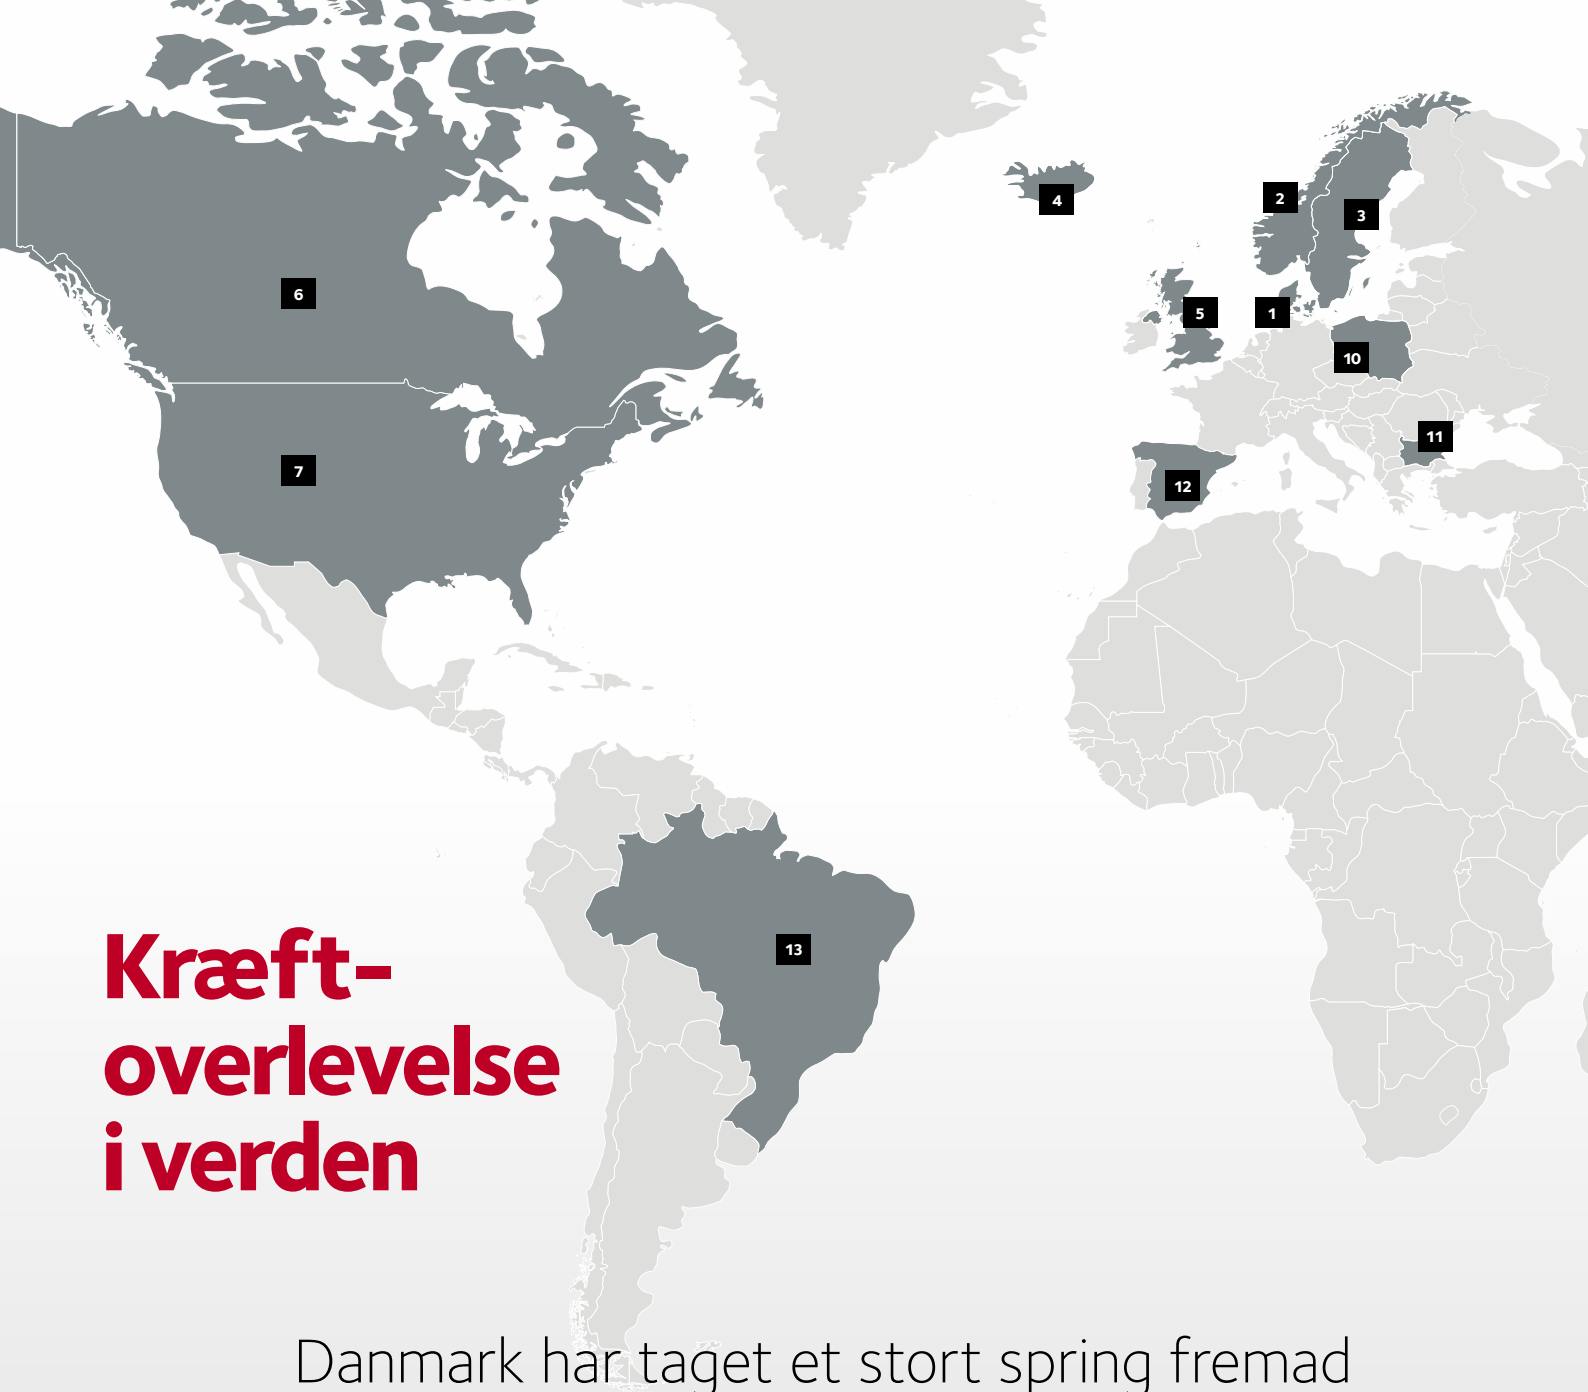 4
2
3
6
5
1
10
11
7
12
13
Kræft-
overlevelse
i verden
Danmark har taget et stort spring fremad